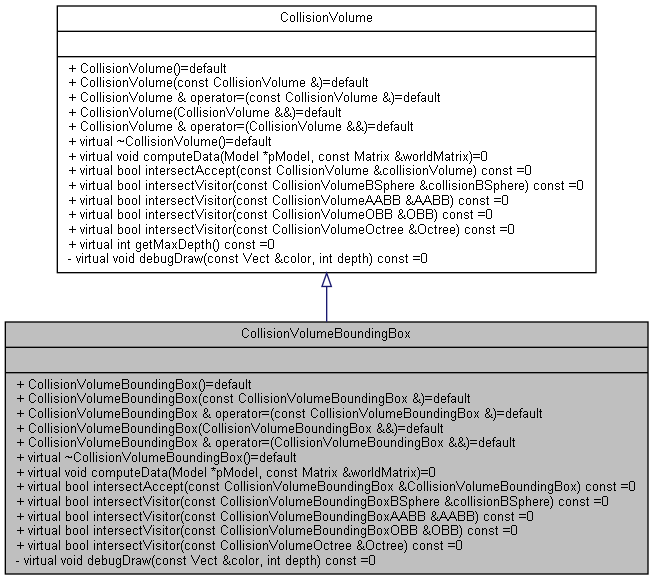 CollisionVolume
+ CollisionVolume()=default
+ CollisionVolume(const CollisionVolume &)=default
+ CollisionVolume & operator=(const CollisionVolume &)=default
+ CollisionVolume(CollisionVolume &&)=default
+ CollisionVolume & operator=(CollisionVolume &&)=default
+ virtual ~CollisionVolume()=default
+ virtual void computeData(Model *pModel, const Matrix &worldMatrix)=0
+ virtual bool intersectAccept(const CollisionVolume &collisionVolume) const =0
+ virtual bool intersectVisitor(const CollisionVolumeBSphere &collisionBSphere) const =0
+ virtual bool intersectVisitor(const CollisionVolumeAABB &AABB) const =0
+ virtual bool intersectVisitor(const CollisionVolumeOBB &OBB) const =0
+ virtual bool intersectVisitor(const CollisionVolumeOctree &Octree) const =0
+ virtual int getMaxDepth() const =0
- virtual void debugDraw(const Vect &color, int depth) const =0
CollisionVolumeBoundingBox
+ CollisionVolumeBoundingBox()=default
+ CollisionVolumeBoundingBox(const CollisionVolumeBoundingBox &)=default
+ CollisionVolumeBoundingBox & operator=(const CollisionVolumeBoundingBox &)=default
+ CollisionVolumeBoundingBox(CollisionVolumeBoundingBox &&)=default
+ CollisionVolumeBoundingBox & operator=(CollisionVolumeBoundingBox &&)=default
+ virtual ~CollisionVolumeBoundingBox()=default
+ virtual void computeData(Model *pModel, const Matrix &worldMatrix)=0
+ virtual bool intersectAccept(const CollisionVolumeBoundingBox &CollisionVolumeBoundingBox) const =0
+ virtual bool intersectVisitor(const CollisionVolumeBoundingBoxBSphere &collisionBSphere) const =0
+ virtual bool intersectVisitor(const CollisionVolumeBoundingBoxAABB &AABB) const =0
+ virtual bool intersectVisitor(const CollisionVolumeBoundingBoxOBB &OBB) const =0
+ virtual bool intersectVisitor(const CollisionVolumeOctree &Octree) const =0
- virtual void debugDraw(const Vect &color, int depth) const =0